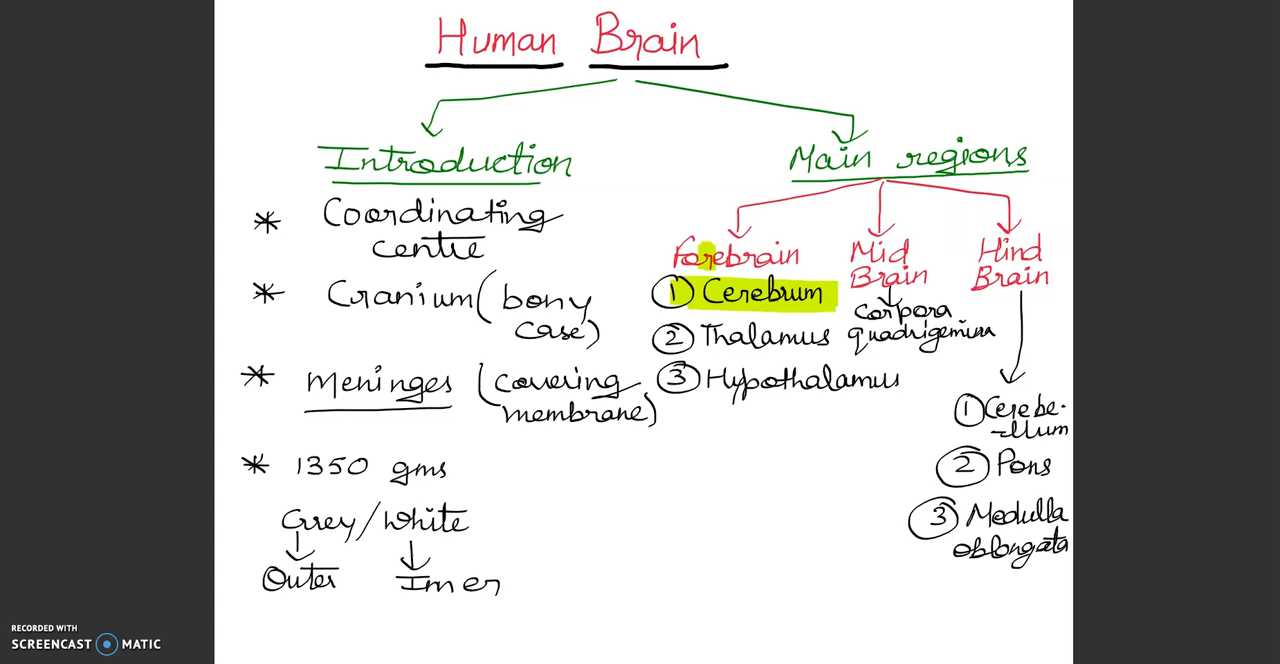 Human Brain
Introduction
* Coordinating
centre
* Cranium (bony
case)
* Meninges (covering
membrane)
* 1350 gms
Grey/White
Outer Inner
Main regions
Forebrain
① Cerebrum
② Thalamus
③ Hypothalamus
Mid
Brain
corpora
quadrigemina
Hind
Brain
① Cerebe-
-llum
② Pons
③ Medulla
oblongata
RECORDED WITH
SCREENCAST MATIC